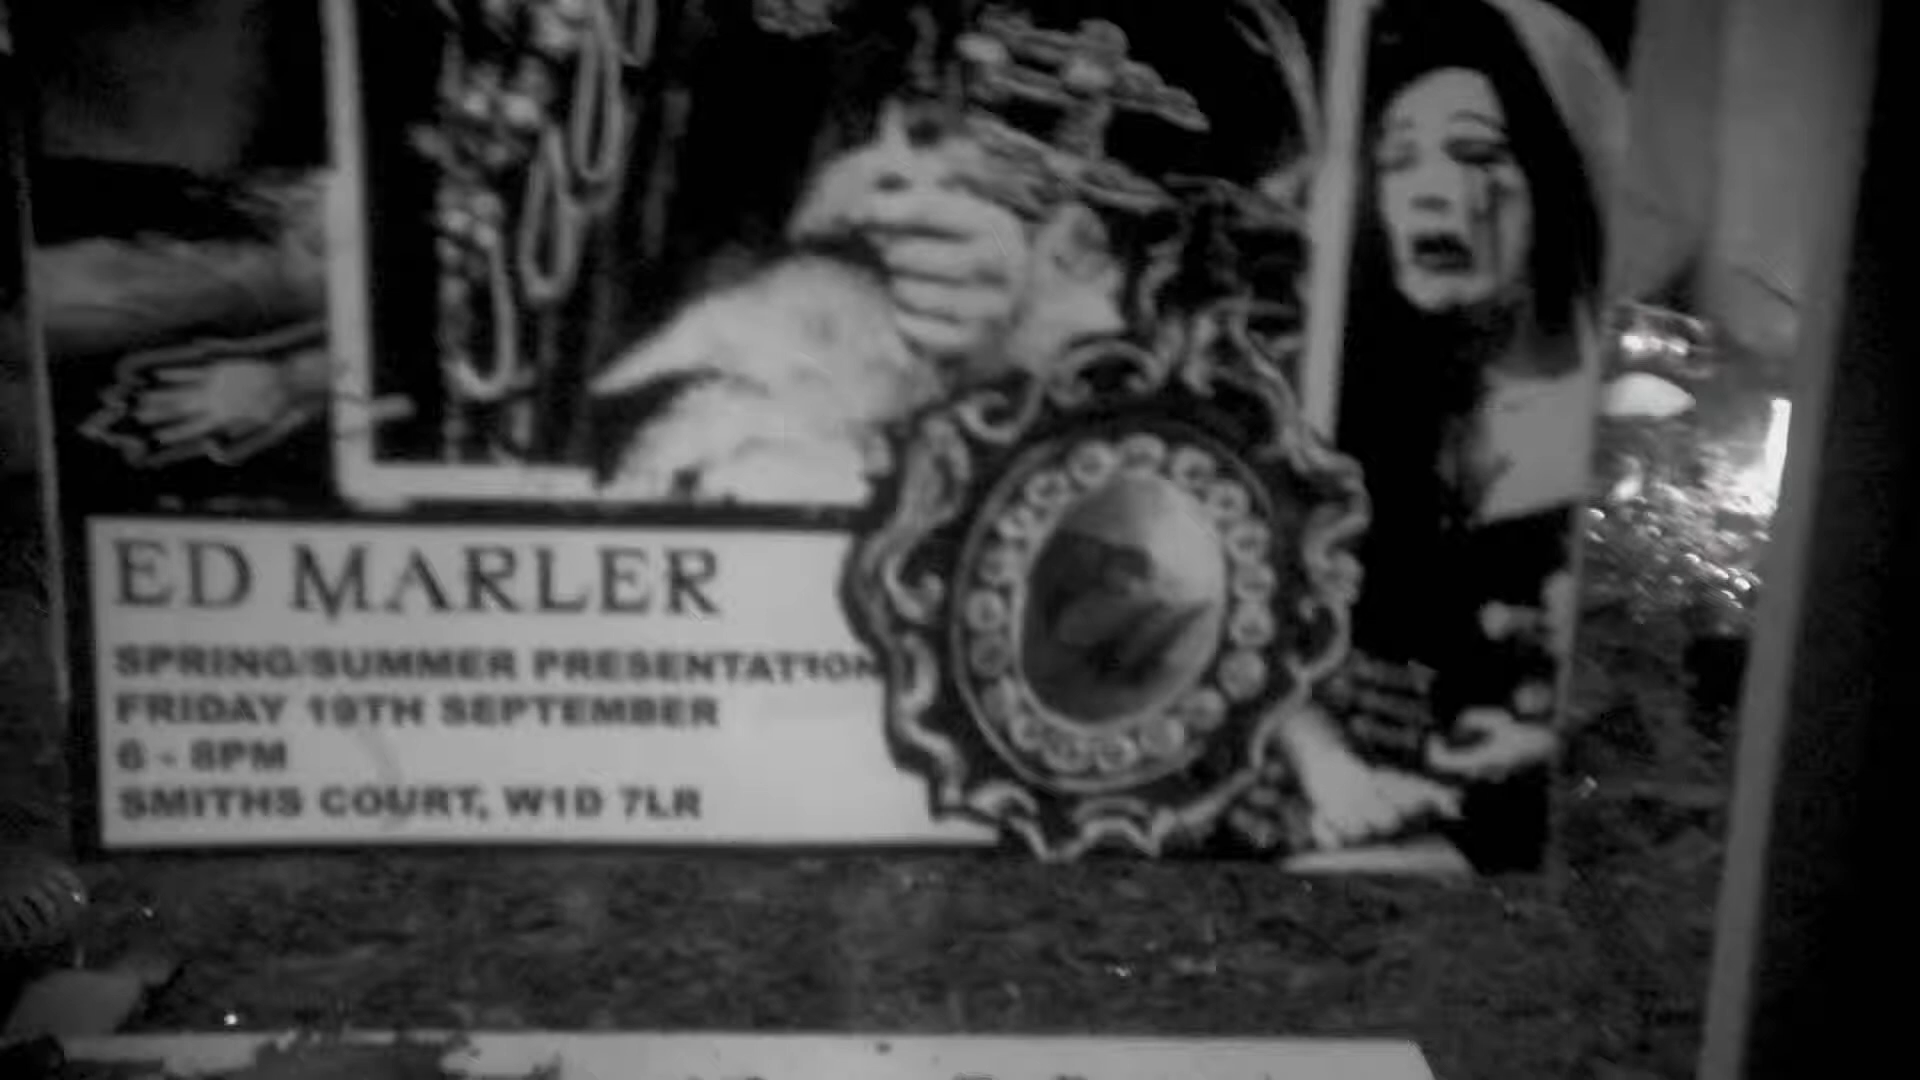 ED MARLER
SPRING/SUMMER PRESENTATION
FRIDAY 19TH SEPTEMBER
6 - 8PM
SMITHS COURT, W1D 7LR